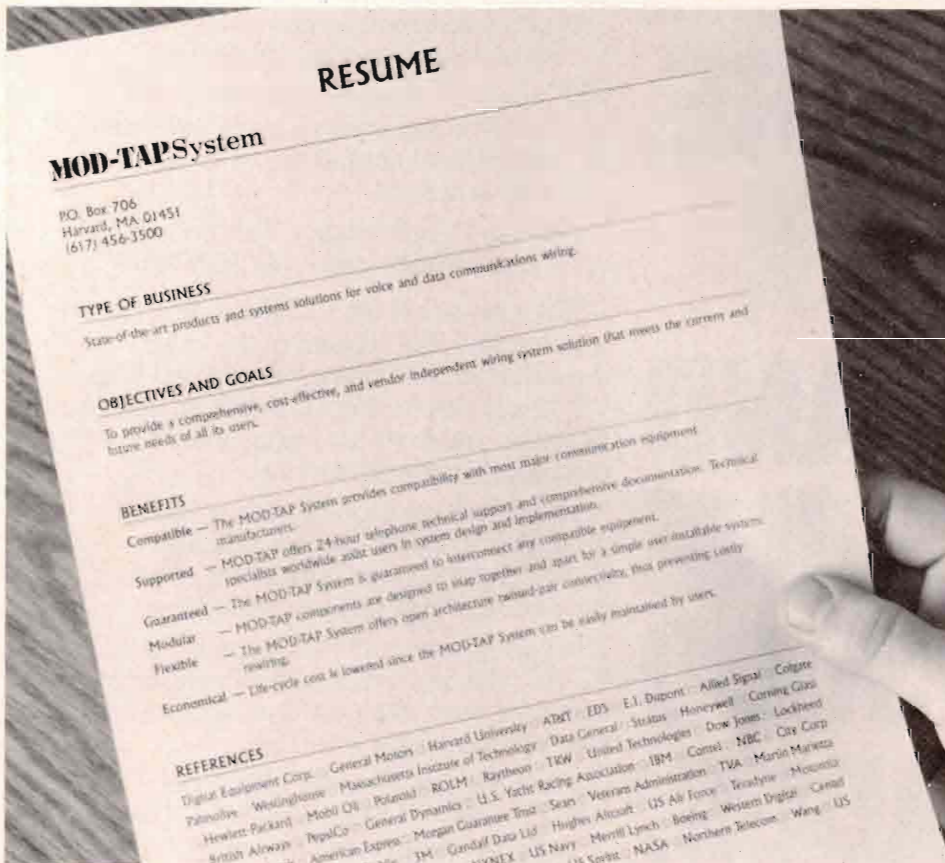 RESUME
MOD-TAP System
P.O. Box 706
Harvard, MA 01451
(617) 456-3500
TYPE OF BUSINESS
State-of-the-art products and systems solutions for voice and data communications wiring.
OBJECTIVES AND GOALS
To provide a comprehensive, cost-effective, and vendor independent wiring system solution that meets the current and
future needs of all its users.
BENEFITS
Compatible — The MOD-TAP System provides compatibility with most major communication equipment
manufacturers.
Supported — MOD-TAP offers 24-hour telephone technical support and comprehensive documentation. Technical
specialists worldwide assist users in system design and implementation.
Guaranteed — The MOD-TAP System is guaranteed to interconnect any compatible equipment.
Modular — MOD-TAP components are designed to snap together and apart for a simple user-installable system.
Flexible — The MOD-TAP System offers open architecture twisted-pair connectivity, thus preventing costly
rewiring.
Economical — Life-cycle cost is lowered since the MOD-TAP System can be easily maintained by users.
REFERENCES
Digital Equipment Corp. General Motors Harvard University AT&T EDS E.I. Dupont Allied Signal Colgate
Palmolive Westinghouse Massachusetts Institute of Technology Data General Stratus Honeywell Corning Glass
Hewlett-Packard Mobil Oil Polaroid ROLM Raytheon TRW United Technologies Dow Jones Lockheed
British Airways PepsiCo General Dynamics U.S. Yacht Racing Association IBM Contel NBC City Corp
American Express Morgan Guarantee Trust Sears Veterans Administration TVA Martin Marietta
3M Gandalf Data Ltd Hughes Aircraft US Air Force Teradyne Motorola
NYNEX US Navy Merrill Lynch Boeing Western Digital
US Sprint NASA Northern Telecom Wang US